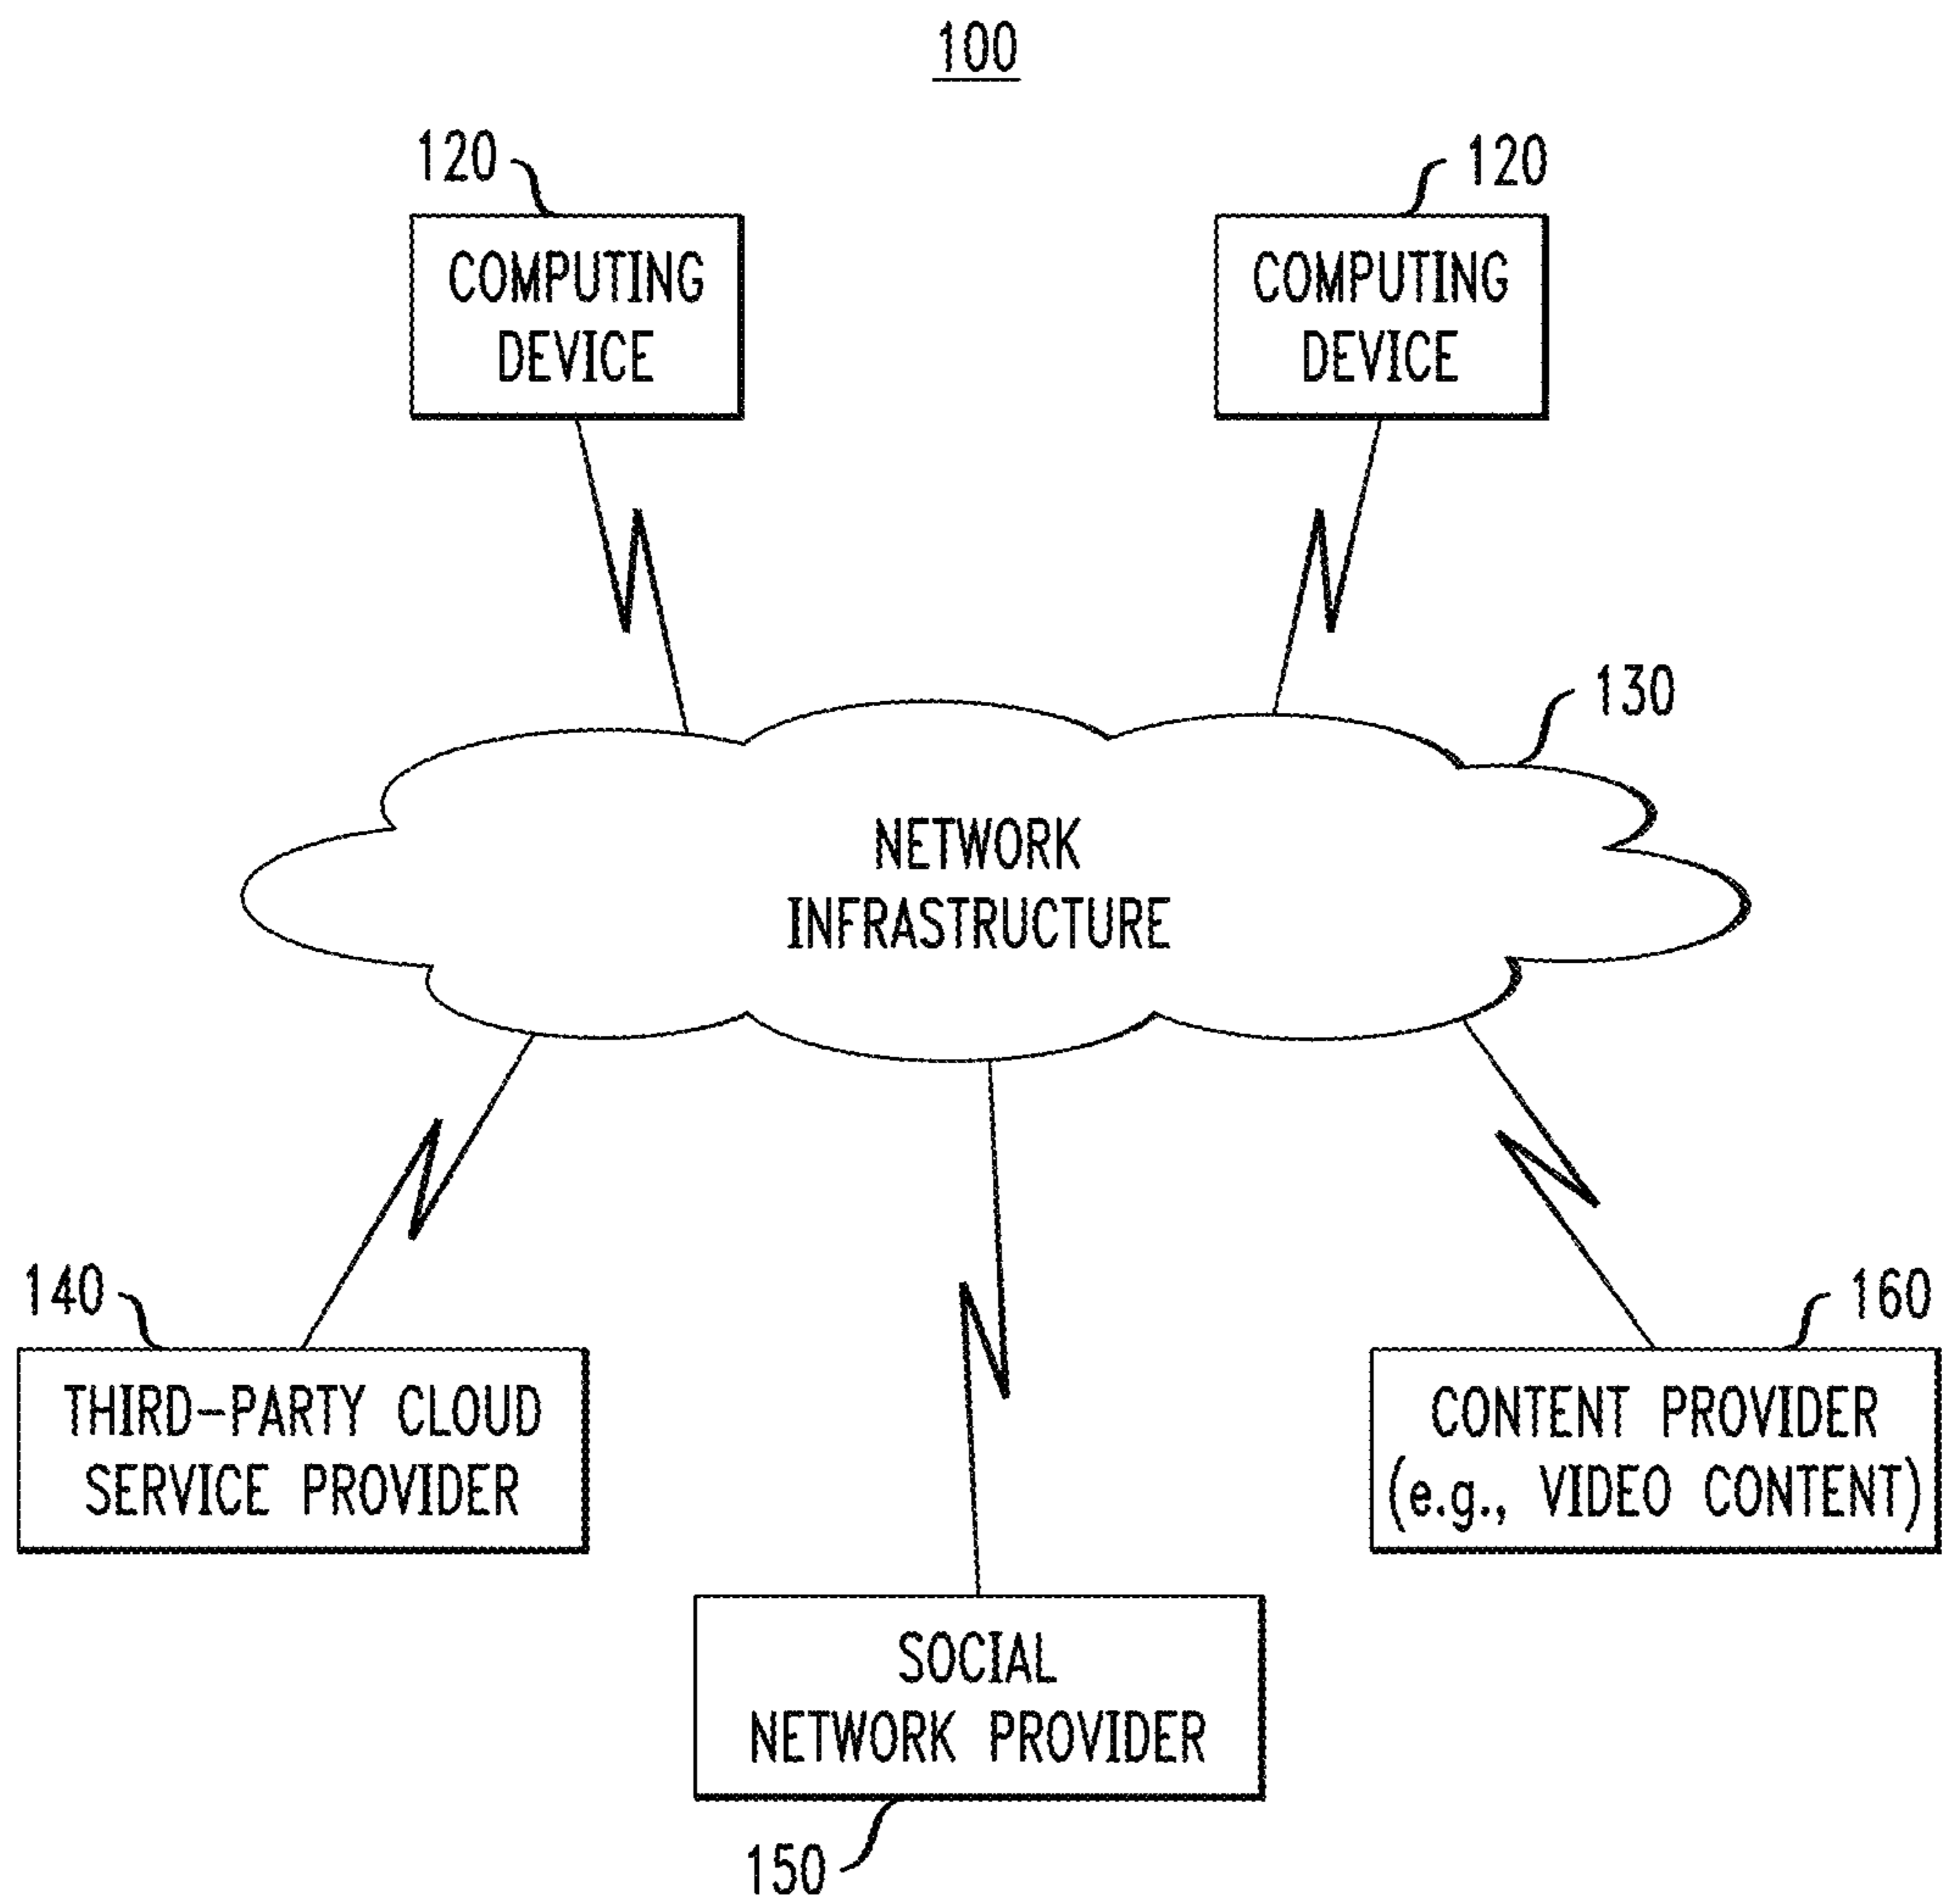 100
120
120
COMPUTING
DEVICE
COMPUTING
DEVICE
130
NETWORK
INFRASTRUCTURE
140
THIRD-PARTY CLOUD
SERVICE PROVIDER
160
CONTENT PROVIDER
(e.g., VIDEO CONTENT)
SOCIAL
NETWORK PROVIDER
150